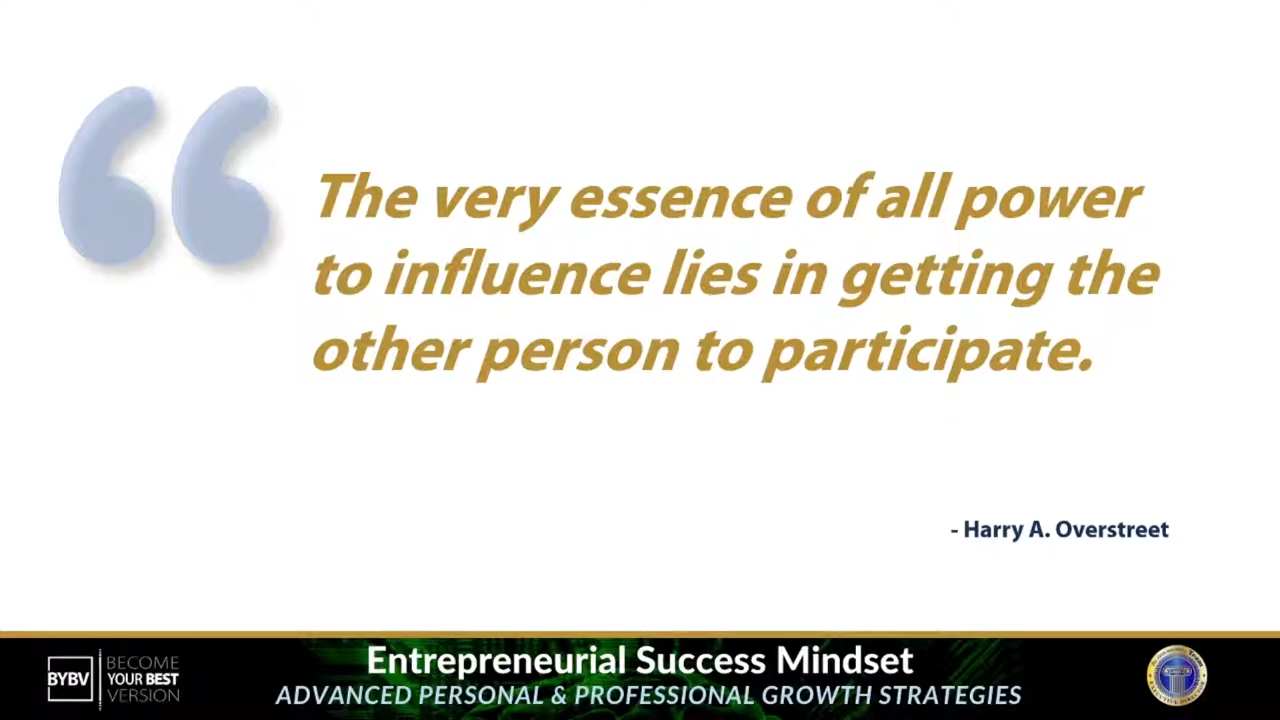 The very essence of all power
to influence lies in getting the
other person to participate.
- Harry A. Overstreet
Entrepreneurial Success Mindset
ADVANCED PERSONAL & PROFESSIONAL GROWTH STRATEGIES
BYBV
BECOME
YOUR BEST
VERSION